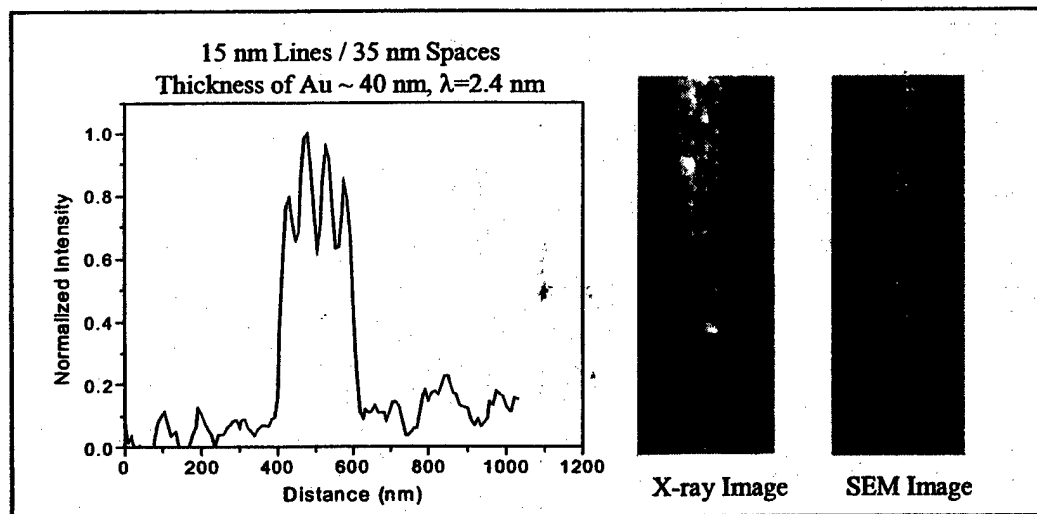 15 nm Lines / 35 nm Spaces
Thickness of Au ~ 40 nm, λ=2.4 nm
1.0
0.8
0.6
0.4
0.2
0.0
Normalized Intensity
0 200 400 600 800 1000 1200
Distance (nm)
X-ray Image SEM Image